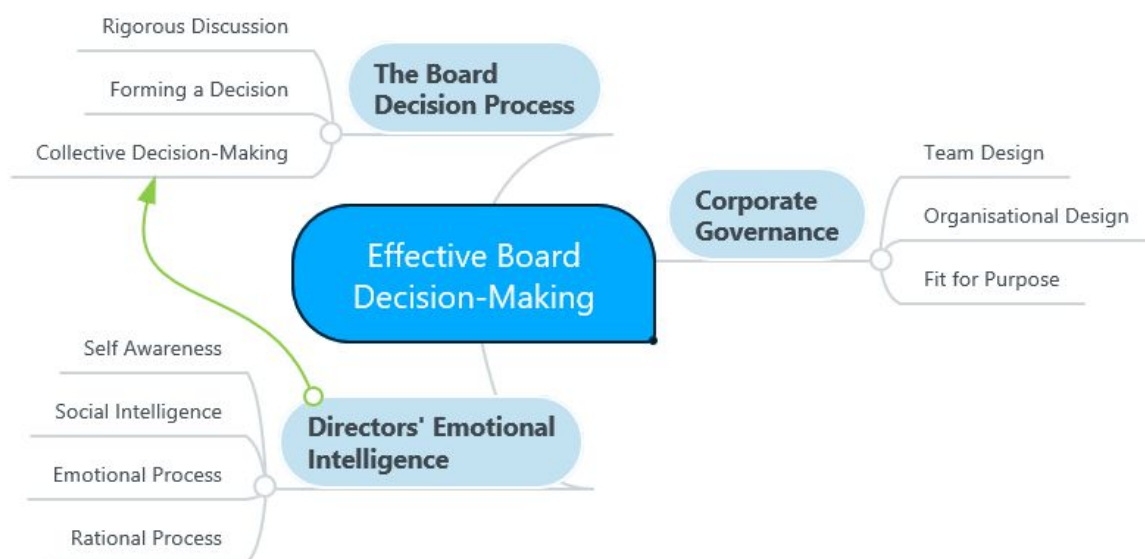 Rigorous Discussion
Forming a Decision
Collective Decision-Making
The Board
Decision Process
Corporate
Governance
Team Design
Organisational Design
Fit for Purpose
Effective Board
Decision-Making
Self Awareness
Social Intelligence
Emotional Process
Rational Process
Directors' Emotional
Intelligence